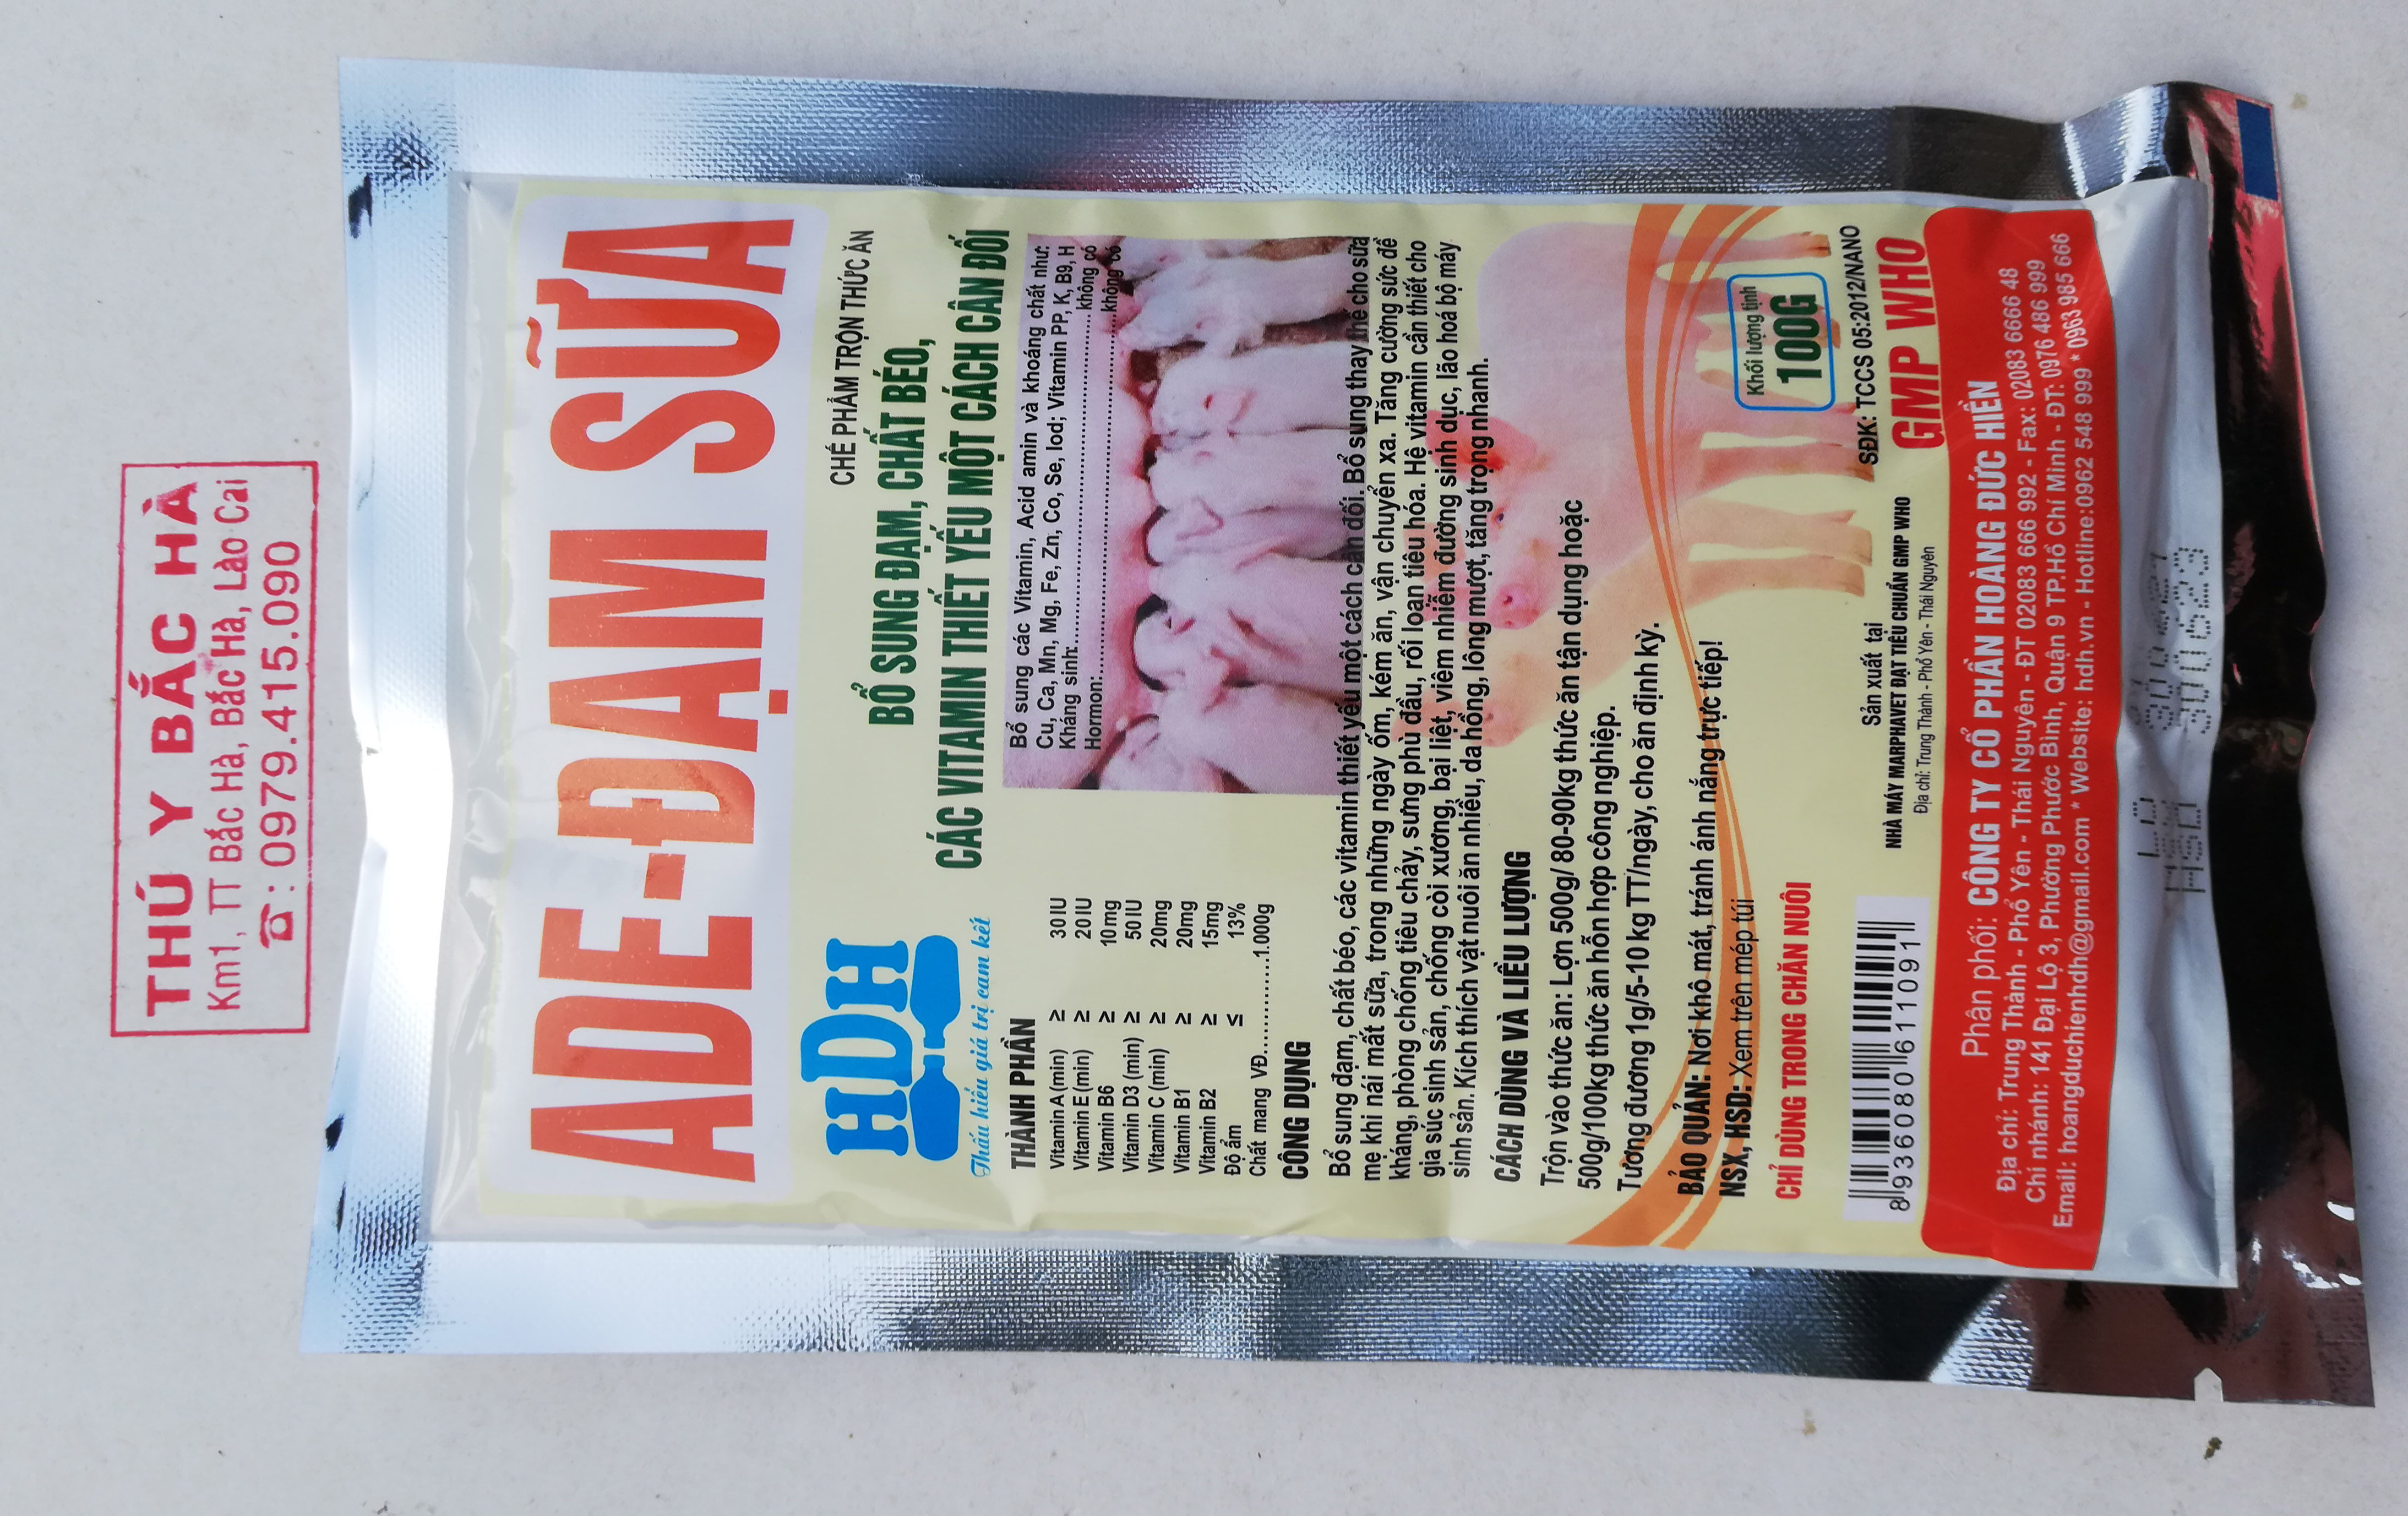 THÚ Y BẮC HÀ
Km1, TT Bắc Hà, Bắc Hà, Lào Cai
☎: 0979.415.090
ADE-ĐẠM SỮA
HDH
Thấu hiểu giá trị cam kết
CHẾ PHẨM TRỘN THỨC ĂN
BỔ SUNG ĐẠM, CHẤT BÉO,
CÁC VITAMIN THIẾT YẾU MỘT CÁCH CÂN ĐỐI
THÀNH PHẦN
Vitamin A (min) ≥ 30 IU
Vitamin E (min) ≥ 20 IU
Vitamin B6 ≥ 10mg
Vitamin D3 (min) ≥ 50 IU
Vitamin C (min) ≥ 20mg
Vitamin B1 ≥ 20mg
Vitamin B2 ≥ 15mg
Độ ẩm ≤ 13%
Chất mang VĐ..............1.000g
Bổ sung các Vitamin, Acid amin và khoáng chất như:
Cu, Ca, Mn, Mg, Fe, Zn, Co, Se, Iod; Vitamin PP, K, B9, H
Kháng sinh:............................................................không có
Hormon:.................................................................không có
CÔNG DỤNG
Bổ sung đạm, chất béo, các vitamin thiết yếu một cách cân đối. Bổ sung thay thế cho sữa
mẹ khi nái mất sữa, trong những ngày ốm, kém ăn, vận chuyển xa. Tăng cường sức đề
kháng, phòng chống tiêu chảy, sưng phù đầu, rối loạn tiêu hóa. Hệ vitamin cần thiết cho
gia súc sinh sản, chống còi xương, bại liệt, viêm nhiễm đường sinh dục, lão hoá bộ máy
sinh sản. Kích thích vật nuôi ăn nhiều, da hồng, lông mượt, tăng trọng nhanh.
CÁCH DÙNG VÀ LIỀU LƯỢNG
Trộn vào thức ăn: Lợn 500g/ 80-90kg thức ăn tận dụng hoặc
500g/100kg thức ăn hỗn hợp công nghiệp.
Tương đương 1g/5-10 kg TT/ngày, cho ăn định kỳ.
BẢO QUẢN: Nơi khô mát, tránh ánh nắng trực tiếp!
NSX, HSD: Xem trên mép túi
CHỈ DÙNG TRONG CHĂN NUÔI
Khối lượng tịnh
100G
8 936080 611091
Sản xuất tại
NHÀ MÁY MARPHAVET ĐẠT TIÊU CHUẨN GMP WHO
Địa chỉ: Trung Thành - Phổ Yên - Thái Nguyên
SĐK: TCCS 05:2012/NANO
GMP WHO
Phân phối: CÔNG TY CỔ PHẦN HOÀNG ĐỨC HIỀN
Địa chỉ: Trung Thành - Phổ Yên - Thái Nguyên - ĐT 02083 666 992 - Fax: 02083 6666 48
Chi nhánh: 141 Đại Lộ 3, Phường Phước Bình, Quận 9 TP.Hồ Chí Minh - ĐT: 0976 486 999
Email: hoangduchienhdh@gmail.com * Website: hdh.vn - Hotline:0962 548 999 * 0963 985 666